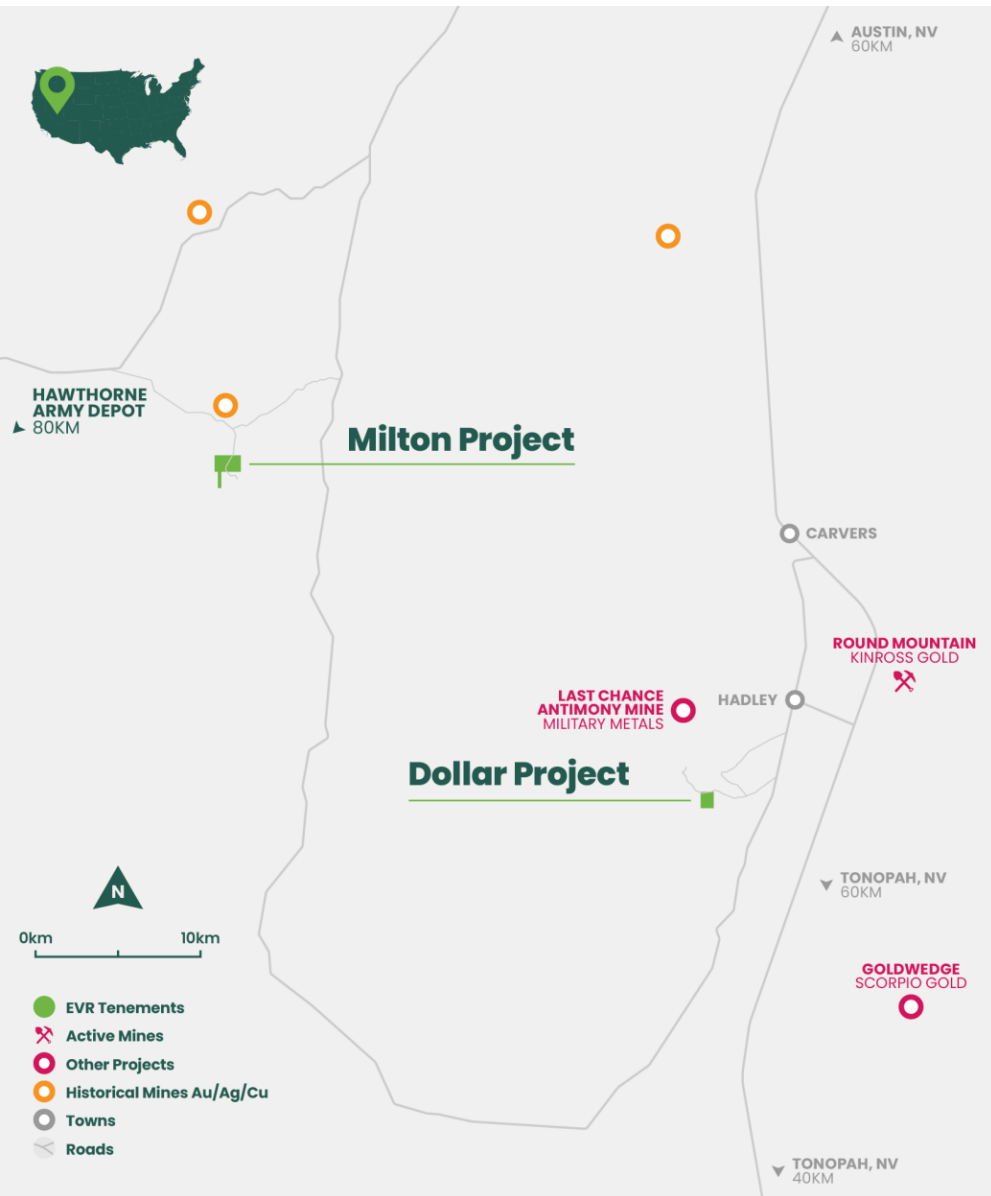 AUSTIN, NV
60KM
HAWTHORNE
ARMY DEPOT
80KM
Milton Project
CARVERS
ROUND MOUNTAIN
KINROSS GOLD
LAST CHANCE
ANTIMONY MINE
MILITARY METALS
HADLEY
Dollar Project
TONOPAH, NV
60KM
N
0km 10km
GOLDWEDGE
SCORPIO GOLD
EVR Tenements
Active Mines
Other Projects
Historical Mines Au/Ag/Cu
Towns
Roads
TONOPAH, NV
40KM